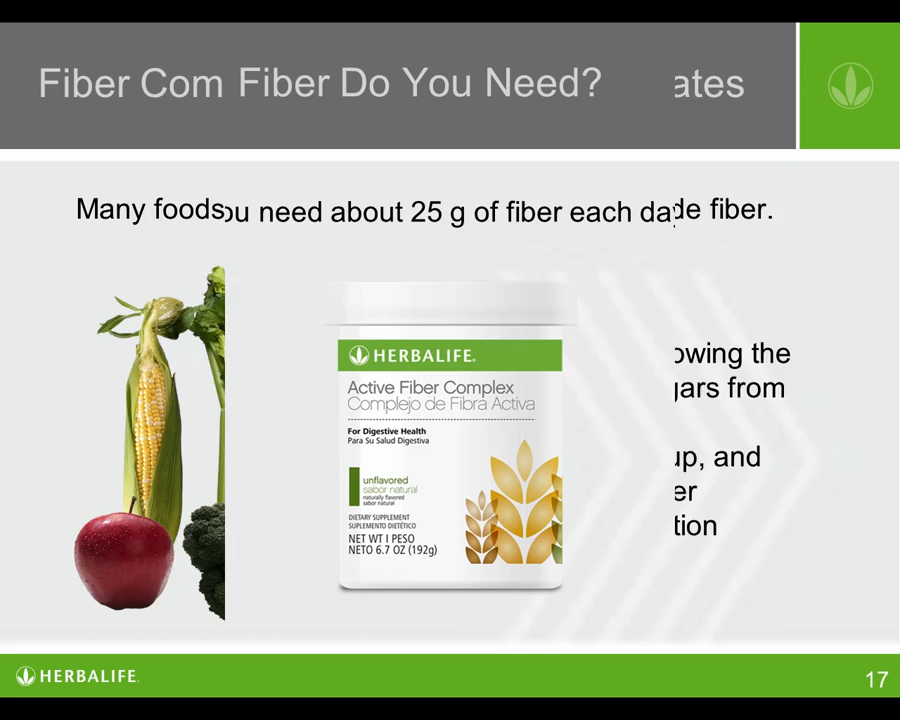 Fiber Com Fiber Do You Need? ates
Many foods ou need about 25 g of fiber each day de fiber.
HERBALIFE.
Active Fiber Complex
Complejo de Fibra Activa
For Digestive Health
Para Su Salud Digestiva
unflavored
sabor natural
naturally flavored
sabor natural
DIETARY SUPPLEMENT
SUPLEMENTO DIETÉTICO
NET WT I PESO
NETO 6.7 OZ (192g)
owing the
gars from
up, and
er
tion
HERBALIFE.
17